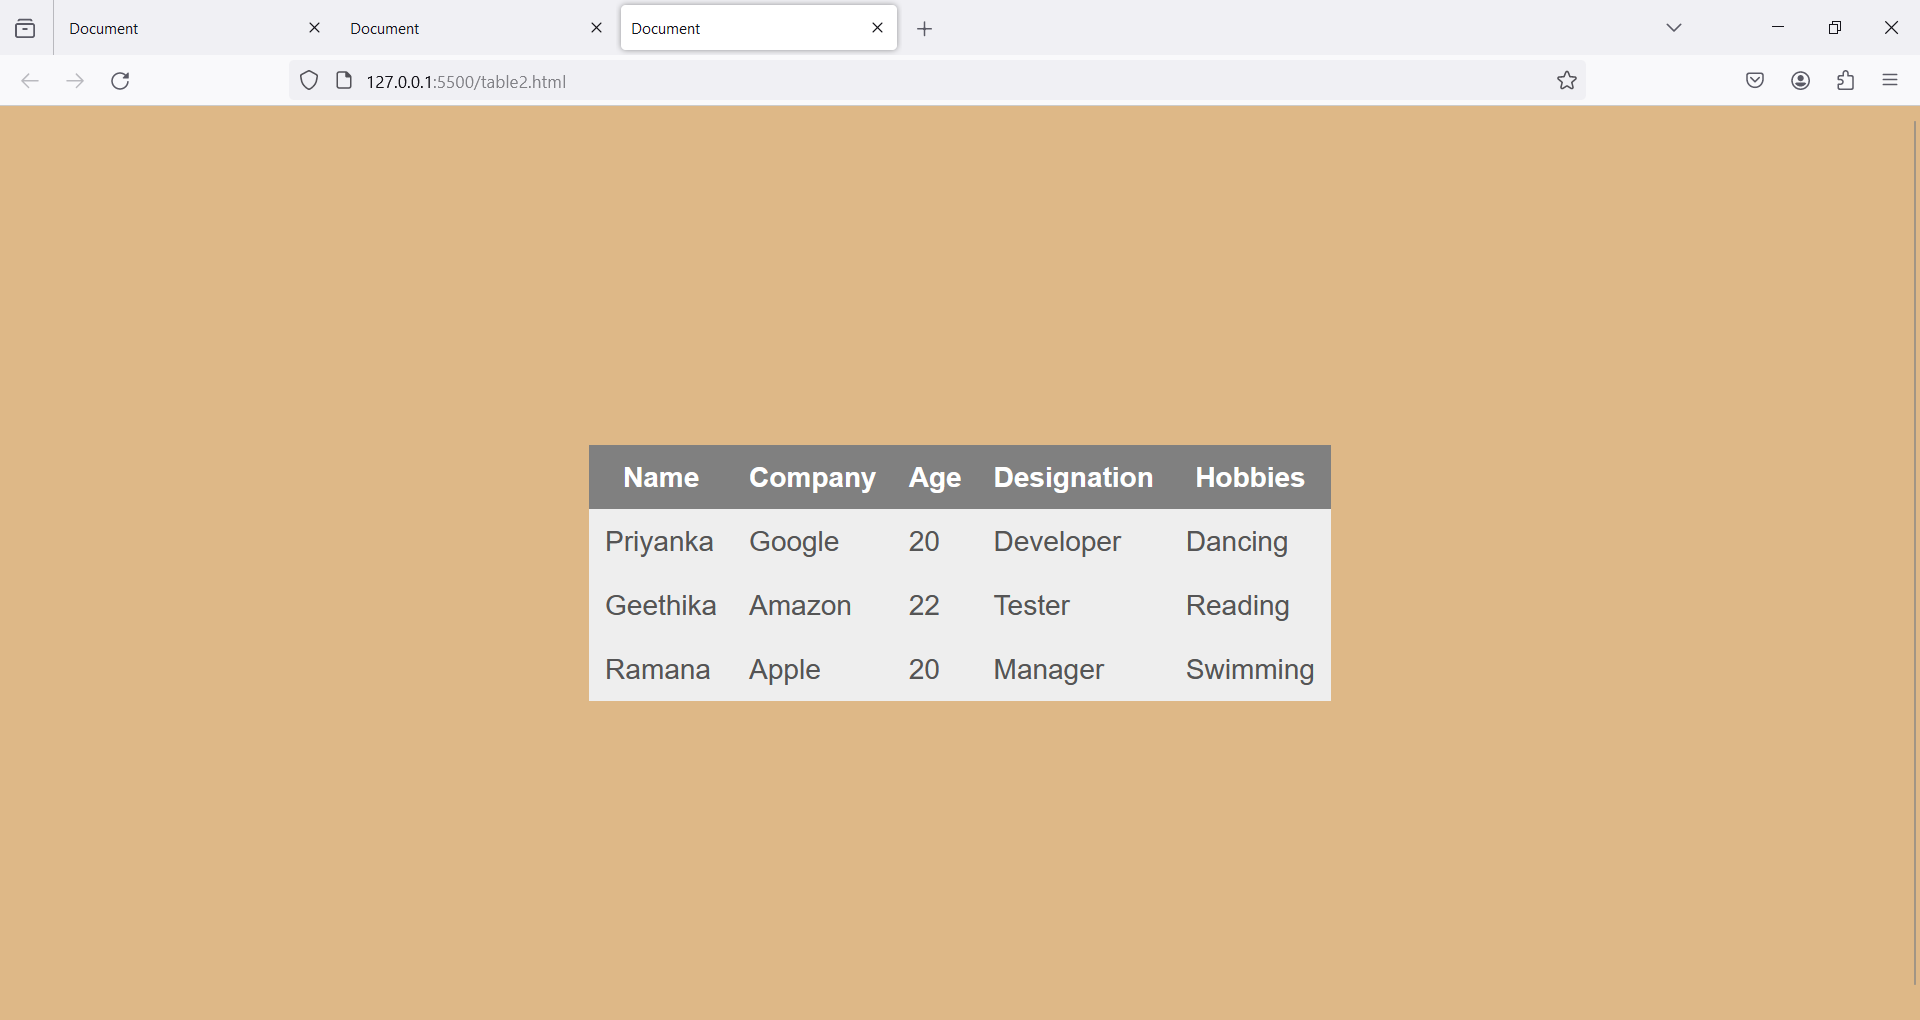 Document Document Document
127.0.0.1:5500/table2.html
Name Company Age Designation Hobbies
Priyanka Google 20 Developer Dancing
Geethika Amazon 22 Tester Reading
Ramana Apple 20 Manager Swimming